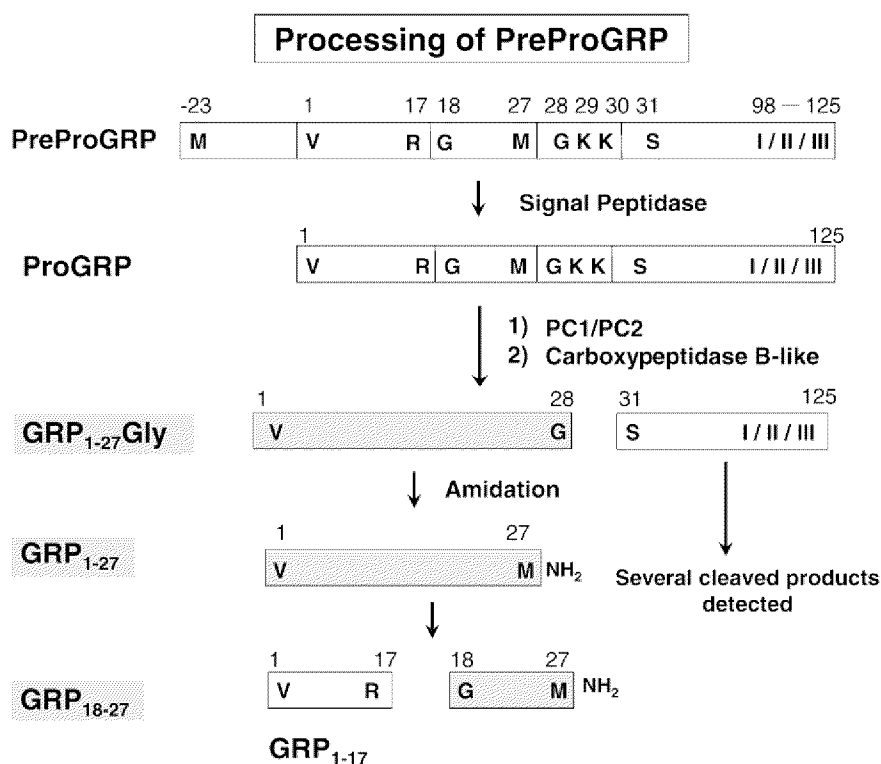 Processing of PreProGRP
-23 1 17 18 27 28 29 30 31 98 — 125
PreProGRP M V R G M G K K S I / II / III
Signal Peptidase
1 125
ProGRP V R G M G K K S I / II / III
1) PC1/PC2
2) Carboxypeptidase B-like
1 28 31 125
GRP1-27Gly V G S I / II / III
Amidation
1 27
GRP1-27 V M NH2
Several cleaved products
detected
1 17 18 27
GRP18-27 V R G M NH2
GRP1-17